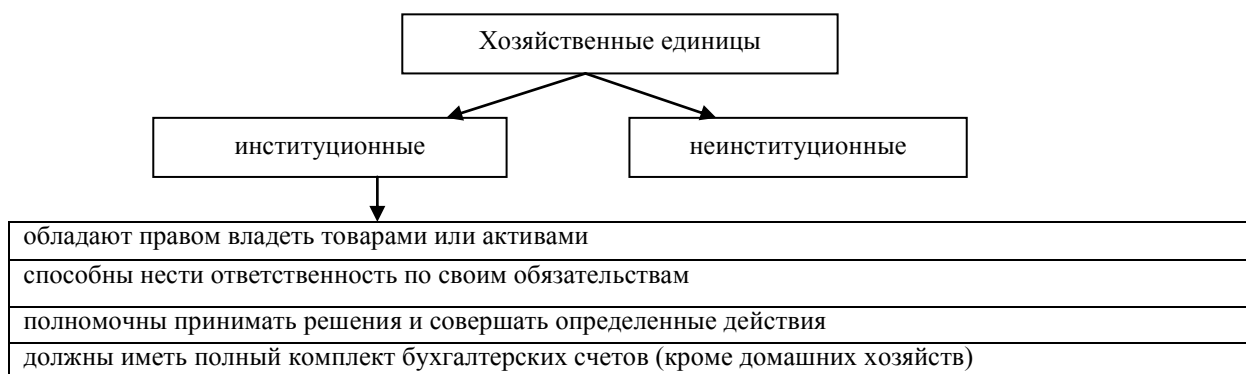 Хозяйственные единицы
институционные
неинституционные
обладают правом владеть товарами или активами
способны нести ответственность по своим обязательствам
полномочны принимать решения и совершать определенные действия
должны иметь полный комплект бухгалтерских счетов (кроме домашних хозяйств)